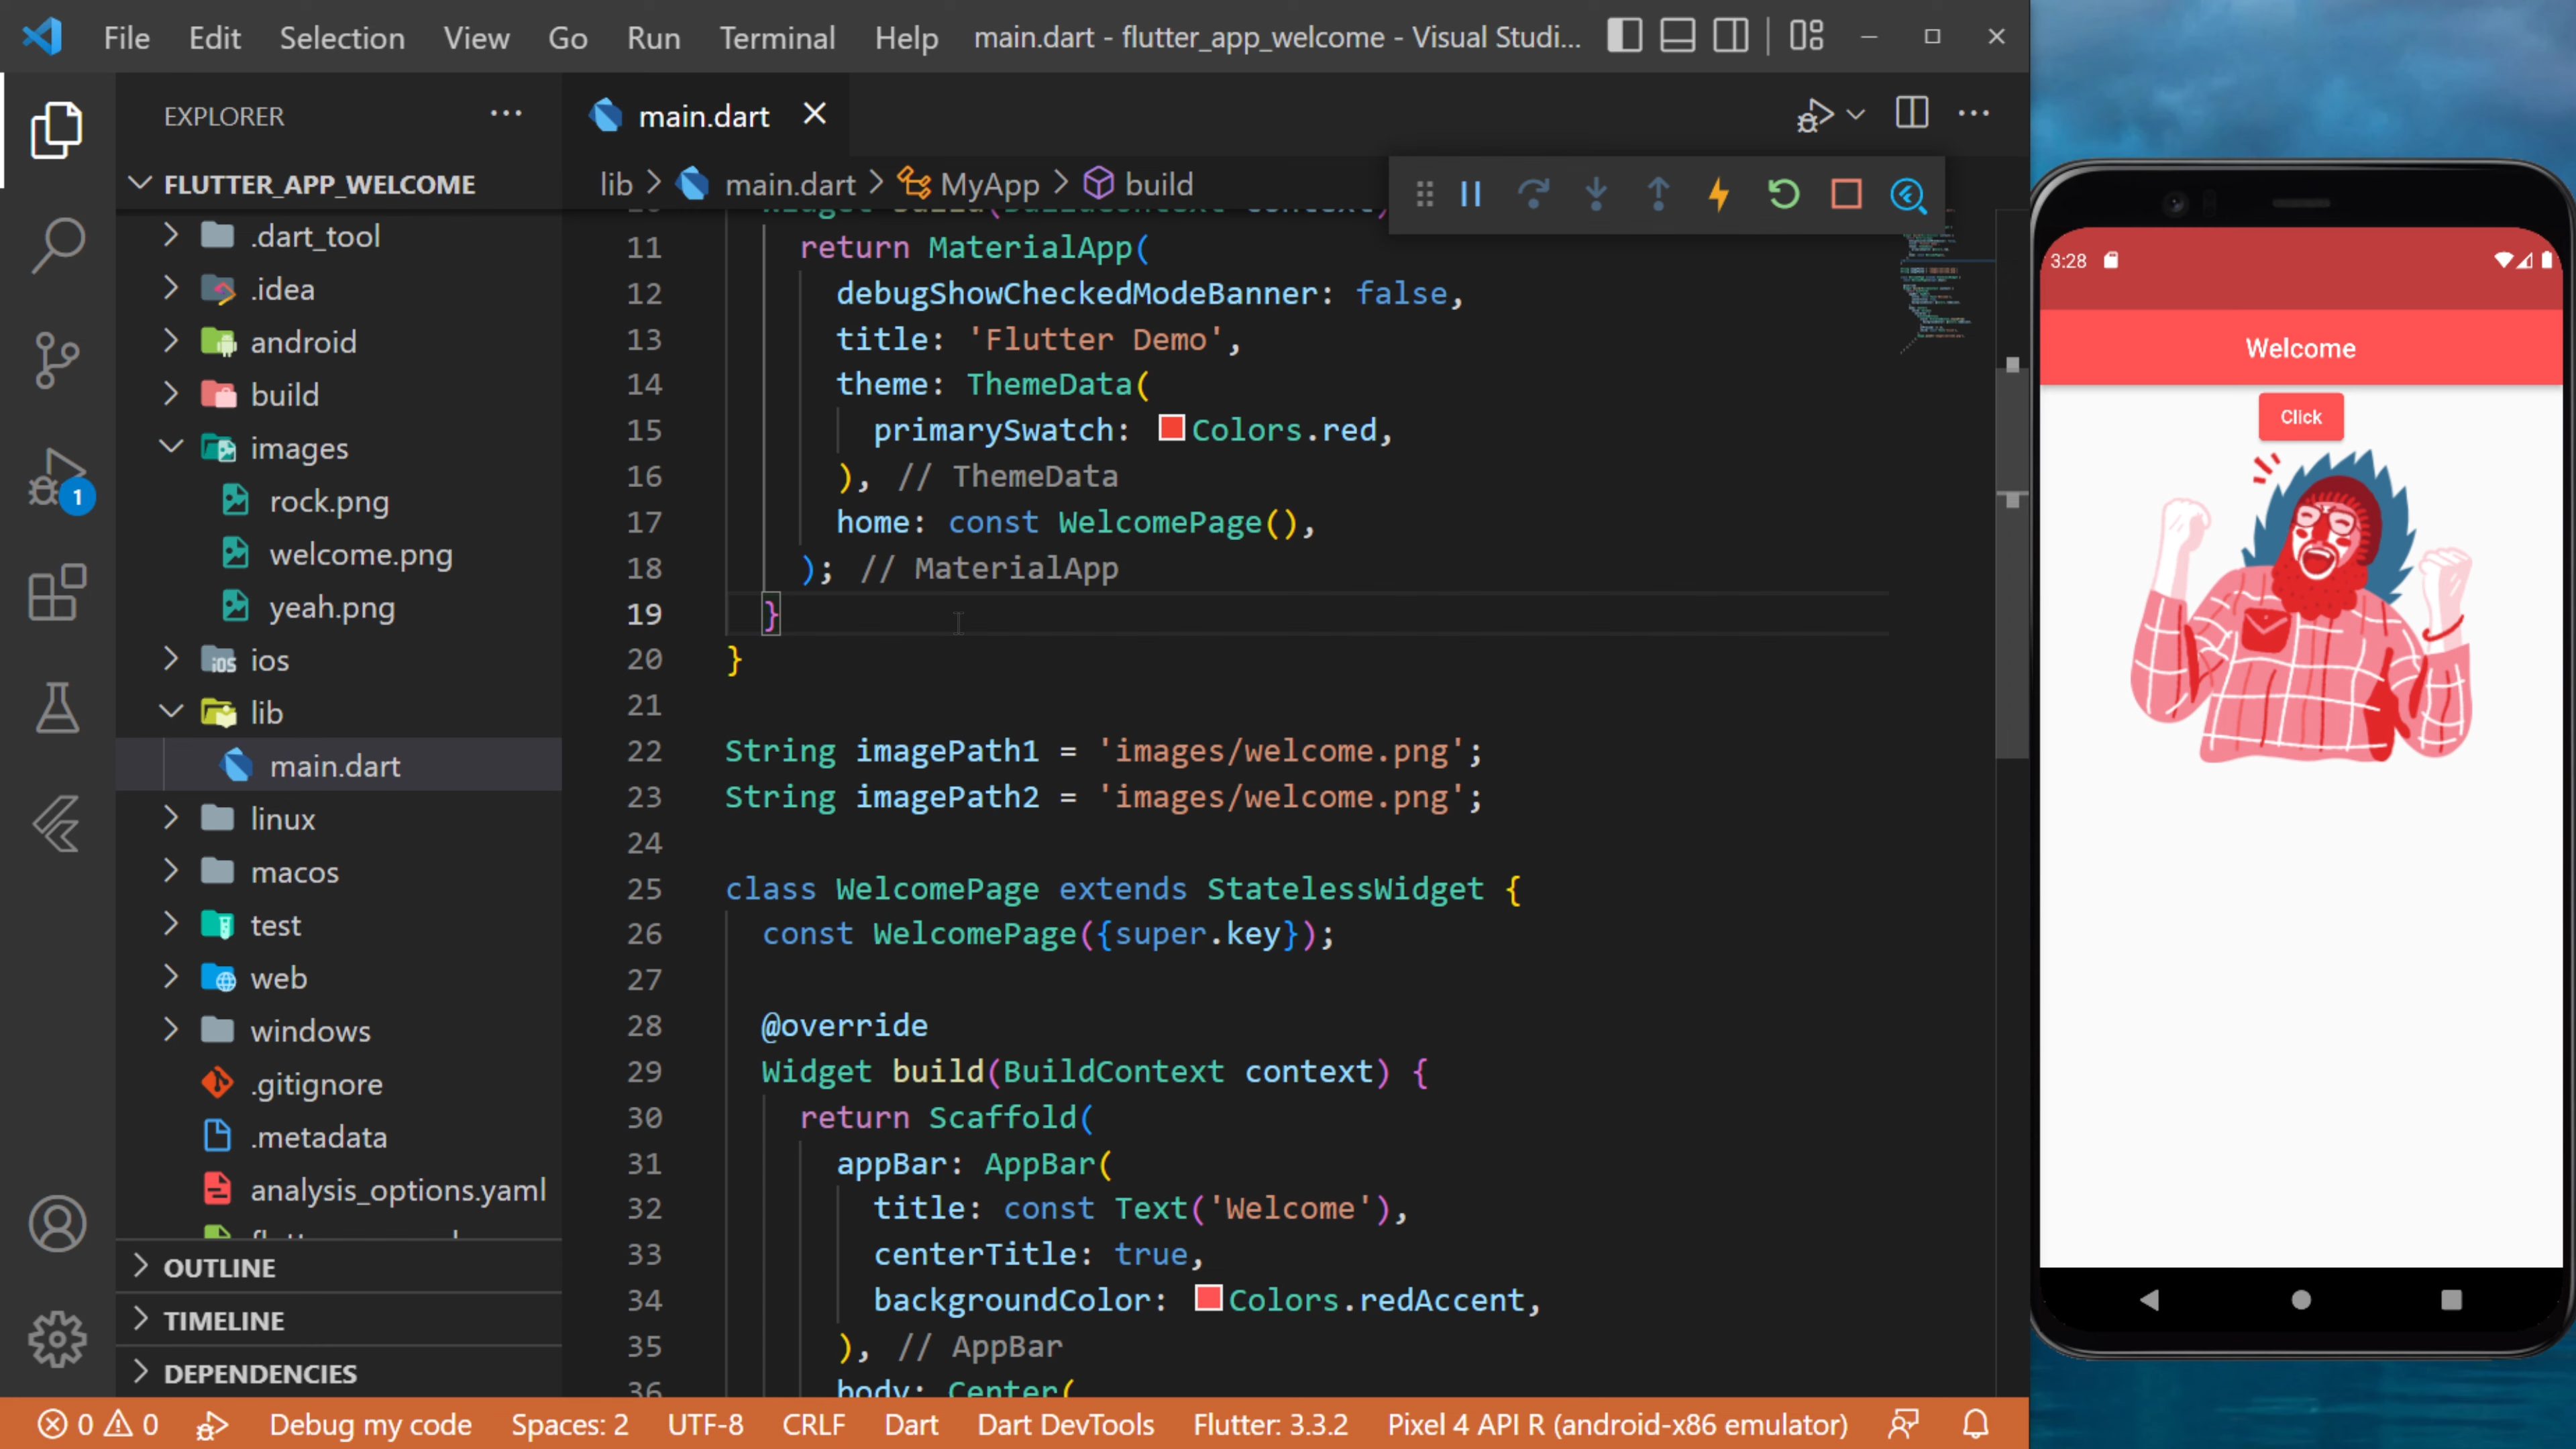 File Edit Selection View Go Run Terminal Help main.dart - flutter_app_welcome - Visual Studi...
EXPLORER
FLUTTER_APP_WELCOME
.dart_tool
.idea
android
build
images
rock.png
welcome.png
yeah.png
ios
lib
main.dart
linux
macos
test
web
windows
.gitignore
.metadata
analysis_options.yaml
OUTLINE
TIMELINE
DEPENDENCIES
1
main.dart
lib > main.dart > MyApp > build
11 return MaterialApp(
12 debugShowCheckedModeBanner: false,
13 title: 'Flutter Demo',
14 theme: ThemeData(
15 primarySwatch: Colors.red,
16 ), // ThemeData
17 home: const WelcomePage(),
18 ); // MaterialApp
19 }
20 }
21
22 String imagePath1 = 'images/welcome.png';
23 String imagePath2 = 'images/welcome.png';
24
25 class WelcomePage extends StatelessWidget {
26 const WelcomePage({super.key});
27
28 @override
29 Widget build(BuildContext context) {
30 return Scaffold(
31 appBar: AppBar(
32 title: const Text('Welcome'),
33 centerTitle: true,
34 backgroundColor: Colors.redAccent,
35 ), // AppBar
36 body: Center(
0 0 Debug my code Spaces: 2 UTF-8 CRLF Dart Dart DevTools Flutter: 3.3.2 Pixel 4 API R (android-x86 emulator)
3:28
Welcome
Click